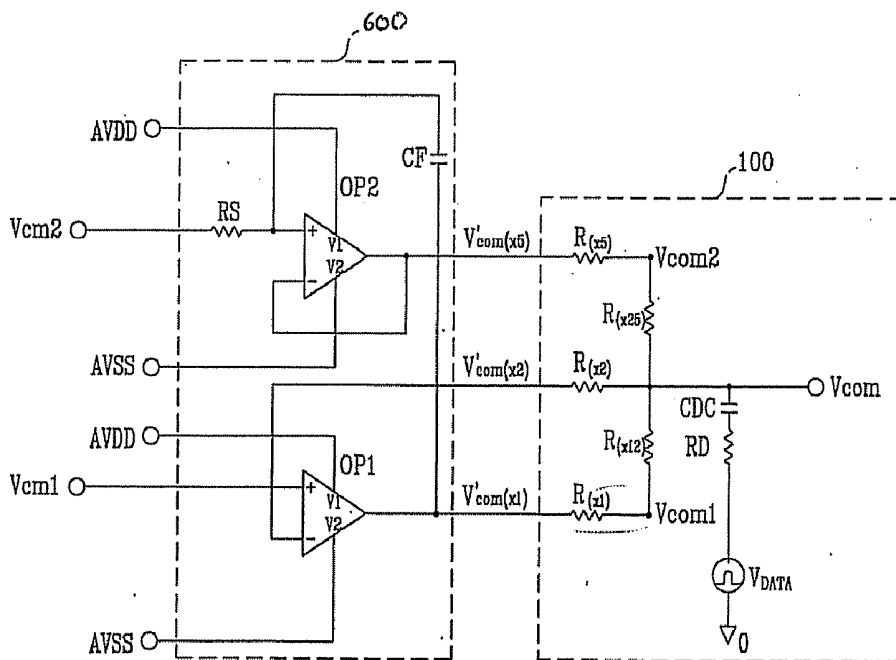 600
AVDD
CF
OP2
100
RS
Vcm2
+
V1
V2
−
V'com(x5)
R(x5)
Vcom2
R(x25)
AVSS
V'com(x2)
R(x2)
Vcom
CDC
AVDD
RD
OP1
R(x12)
Vcm1
+
V1
V2
−
V'com(x1)
R(x1)
Vcom1
VDATA
AVSS
0